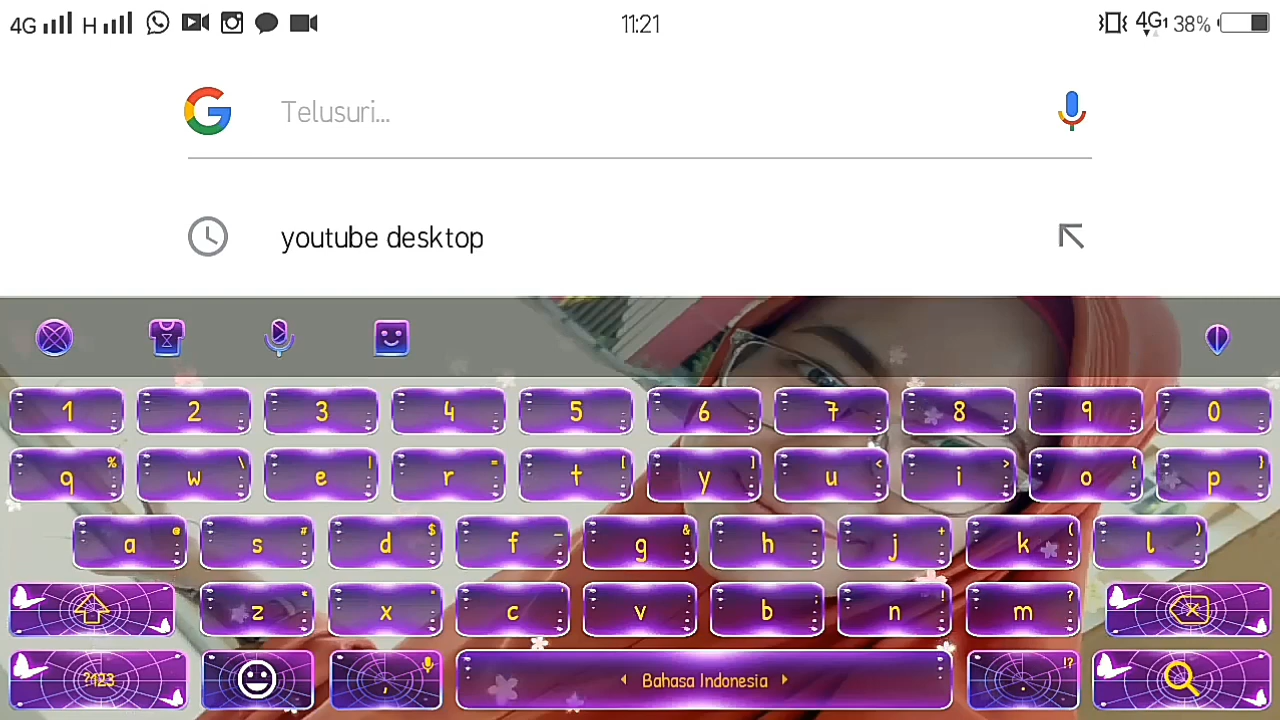 4G H 11:21 4G1 38%
Telusuri...
youtube desktop
1 2 3 4 5 6 7 8 9 0
q % w \ e | r = t [ y ] u < i > o { p }
a @ s # d $ f _ g & h - j + k ( l )
z * x " c ' v : b ; n ! m ?
?123 , Bahasa Indonesia . !?